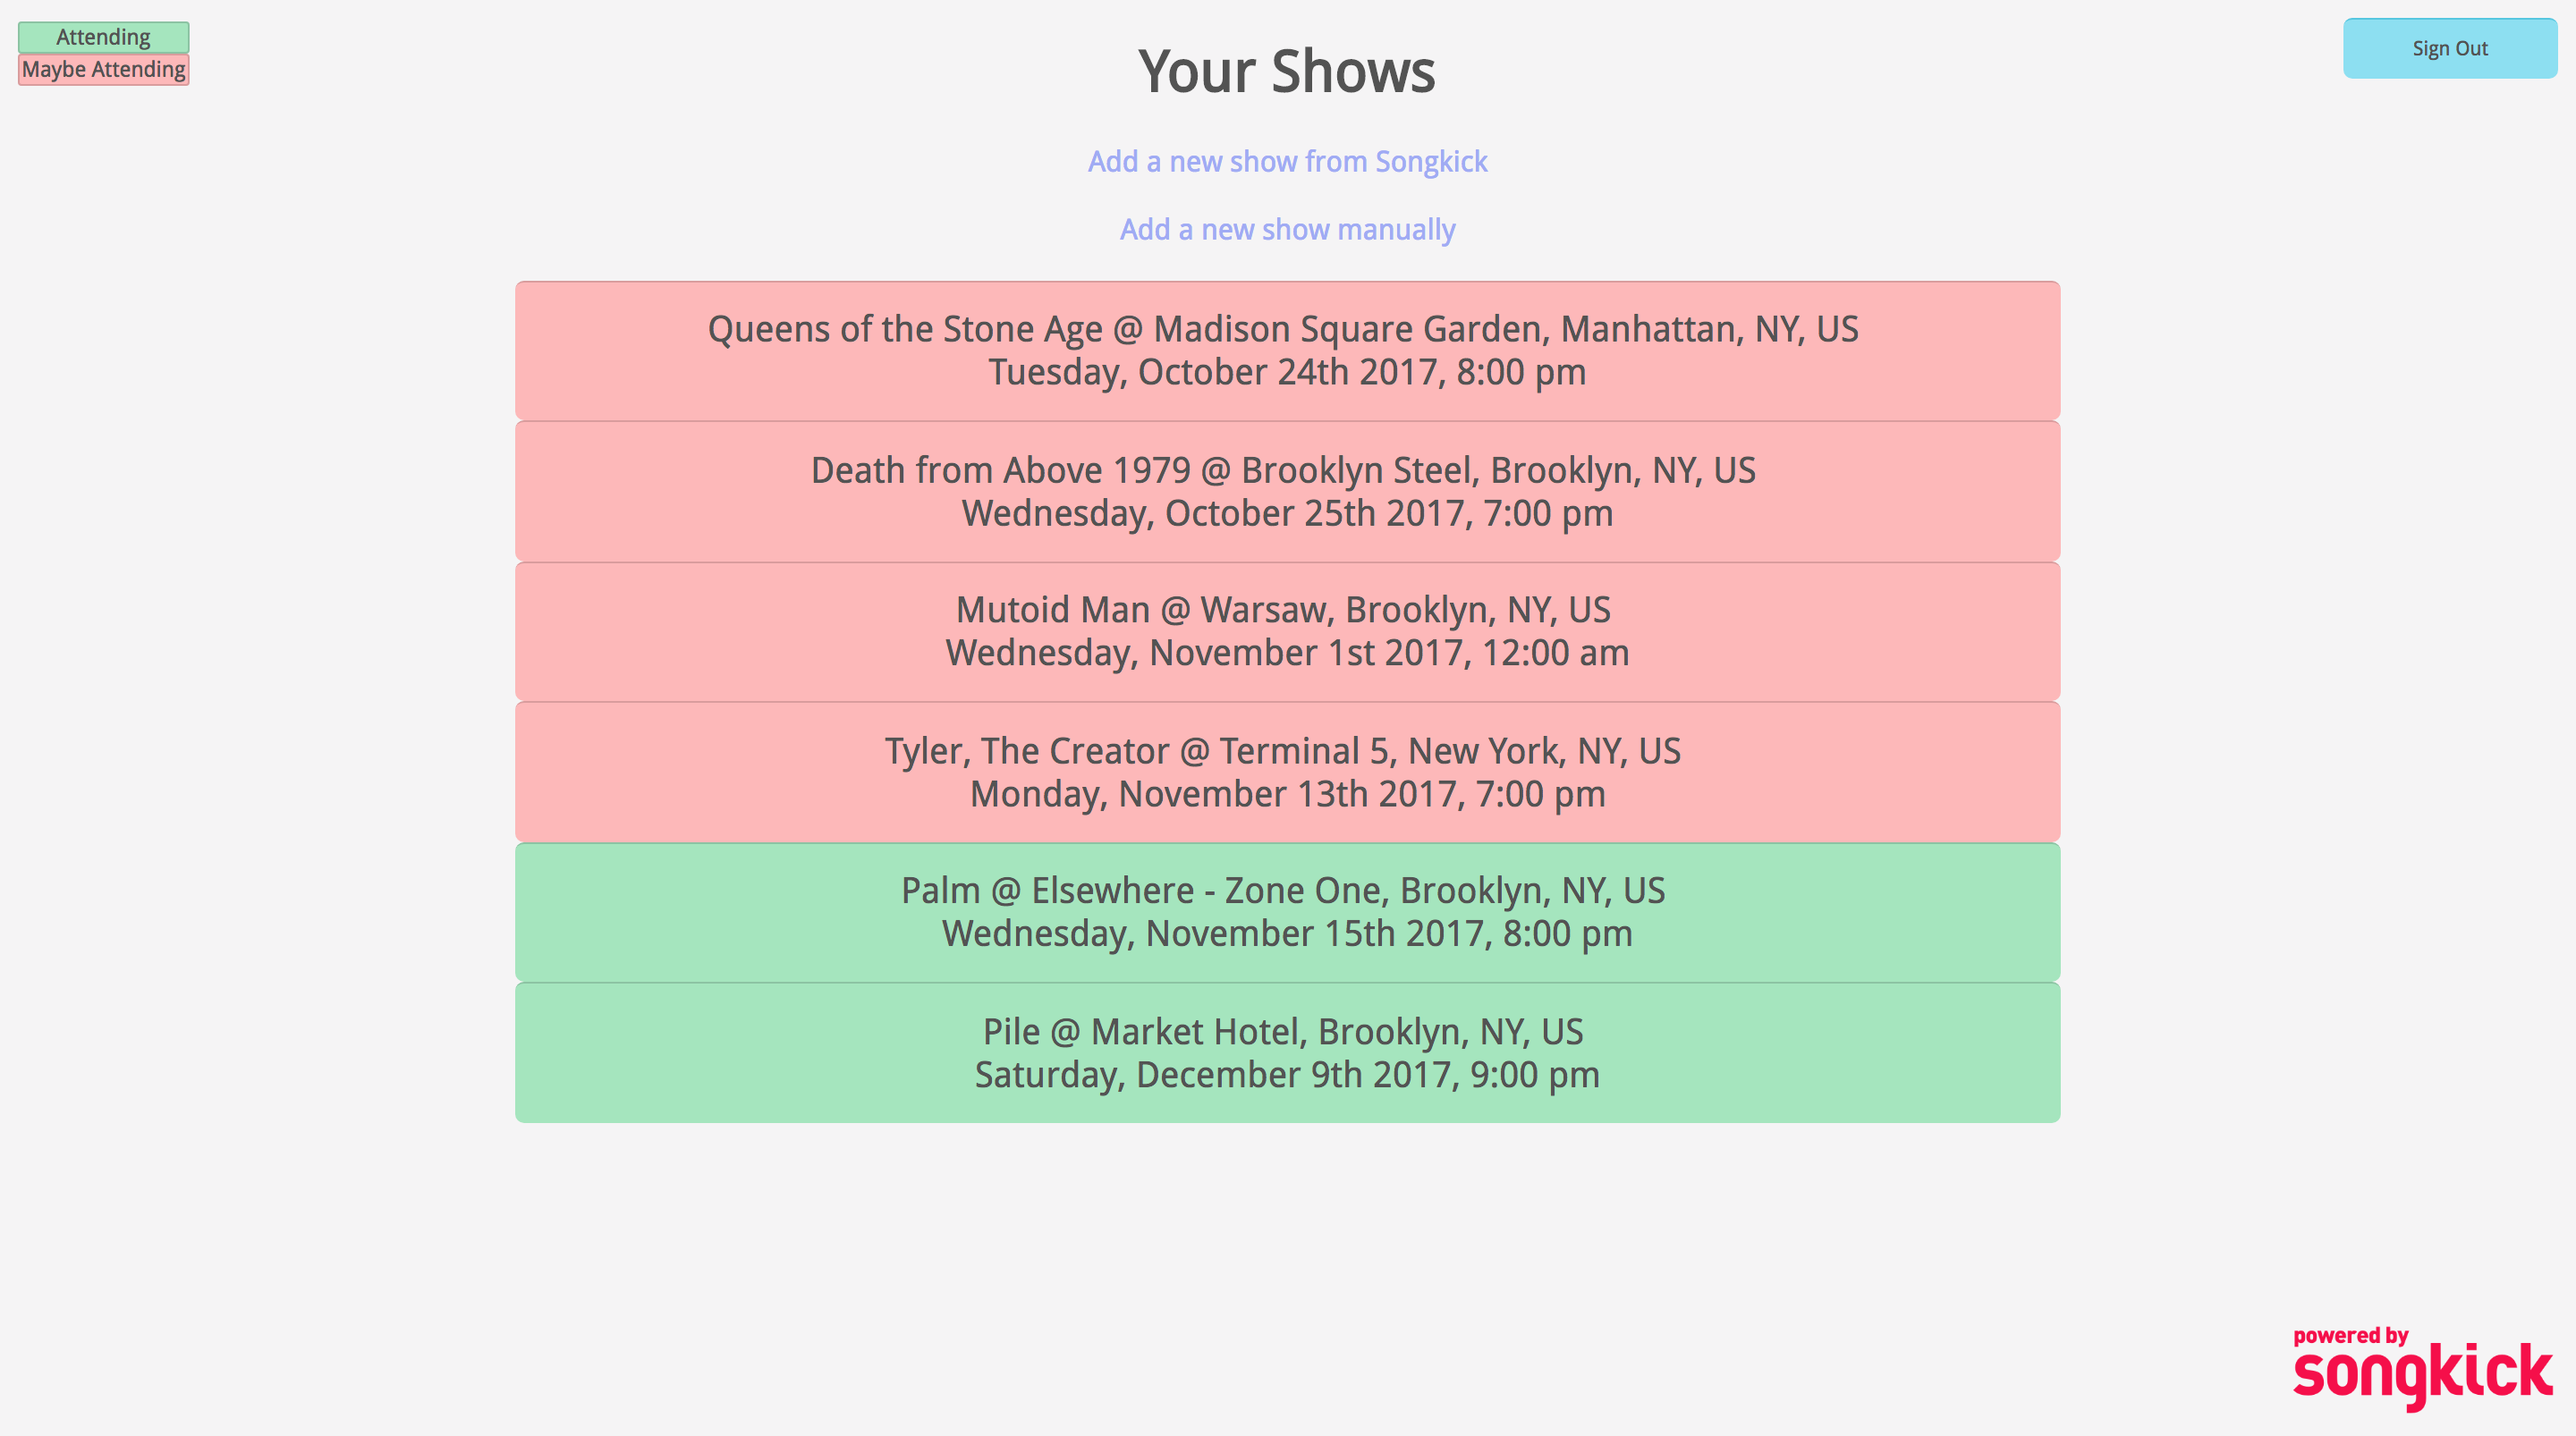 Attending
Maybe Attending
Sign Out
Your Shows
Add a new show from Songkick
Add a new show manually
Queens of the Stone Age @ Madison Square Garden, Manhattan, NY, US
Tuesday, October 24th 2017, 8:00 pm
Death from Above 1979 @ Brooklyn Steel, Brooklyn, NY, US
Wednesday, October 25th 2017, 7:00 pm
Mutoid Man @ Warsaw, Brooklyn, NY, US
Wednesday, November 1st 2017, 12:00 am
Tyler, The Creator @ Terminal 5, New York, NY, US
Monday, November 13th 2017, 7:00 pm
Palm @ Elsewhere - Zone One, Brooklyn, NY, US
Wednesday, November 15th 2017, 8:00 pm
Pile @ Market Hotel, Brooklyn, NY, US
Saturday, December 9th 2017, 9:00 pm
powered by
songkick